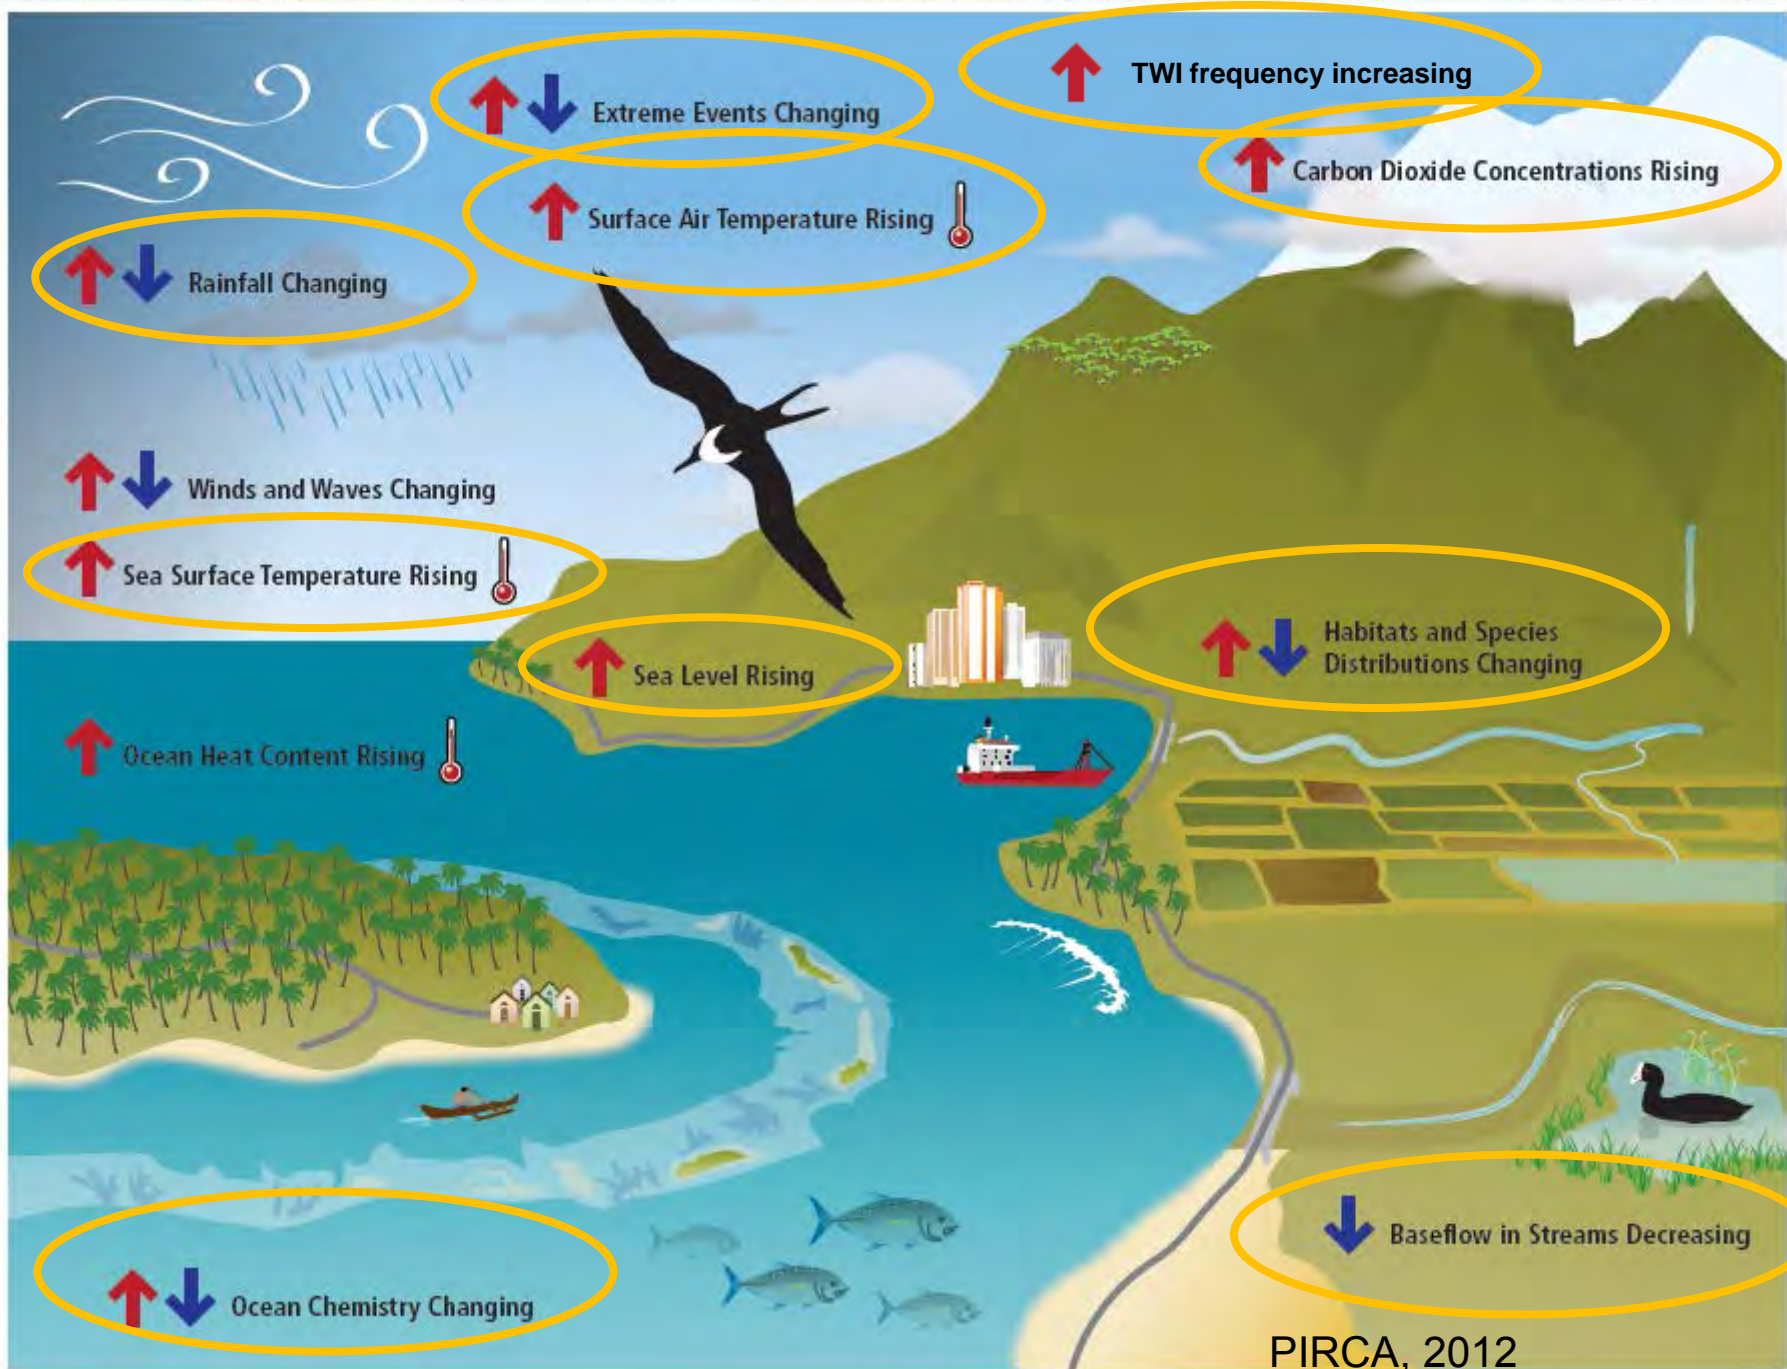 TWI frequency increasing
Extreme Events Changing
Carbon Dioxide Concentrations Rising
Surface Air Temperature Rising
Rainfall Changing
Winds and Waves Changing
Sea Surface Temperature Rising
Habitats and Species
Distributions Changing
Sea Level Rising
Ocean Heat Content Rising
Baseflow in Streams Decreasing
Ocean Chemistry Changing
PIRCA, 2012